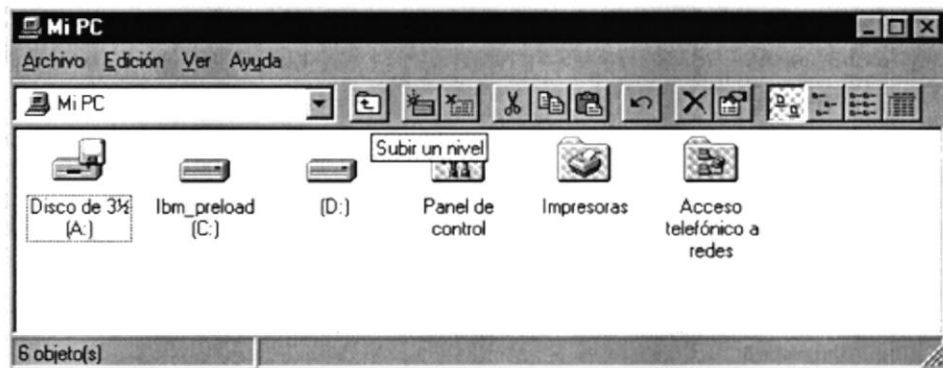 Mi PC
Archivo Edición Ver Ayuda
Mi PC
Subir un nivel
Disco de 3½ (A:)
Ibm_preload (C:)
(D:)
Panel de control
Impresoras
Acceso telefónico a redes
6 objeto(s)